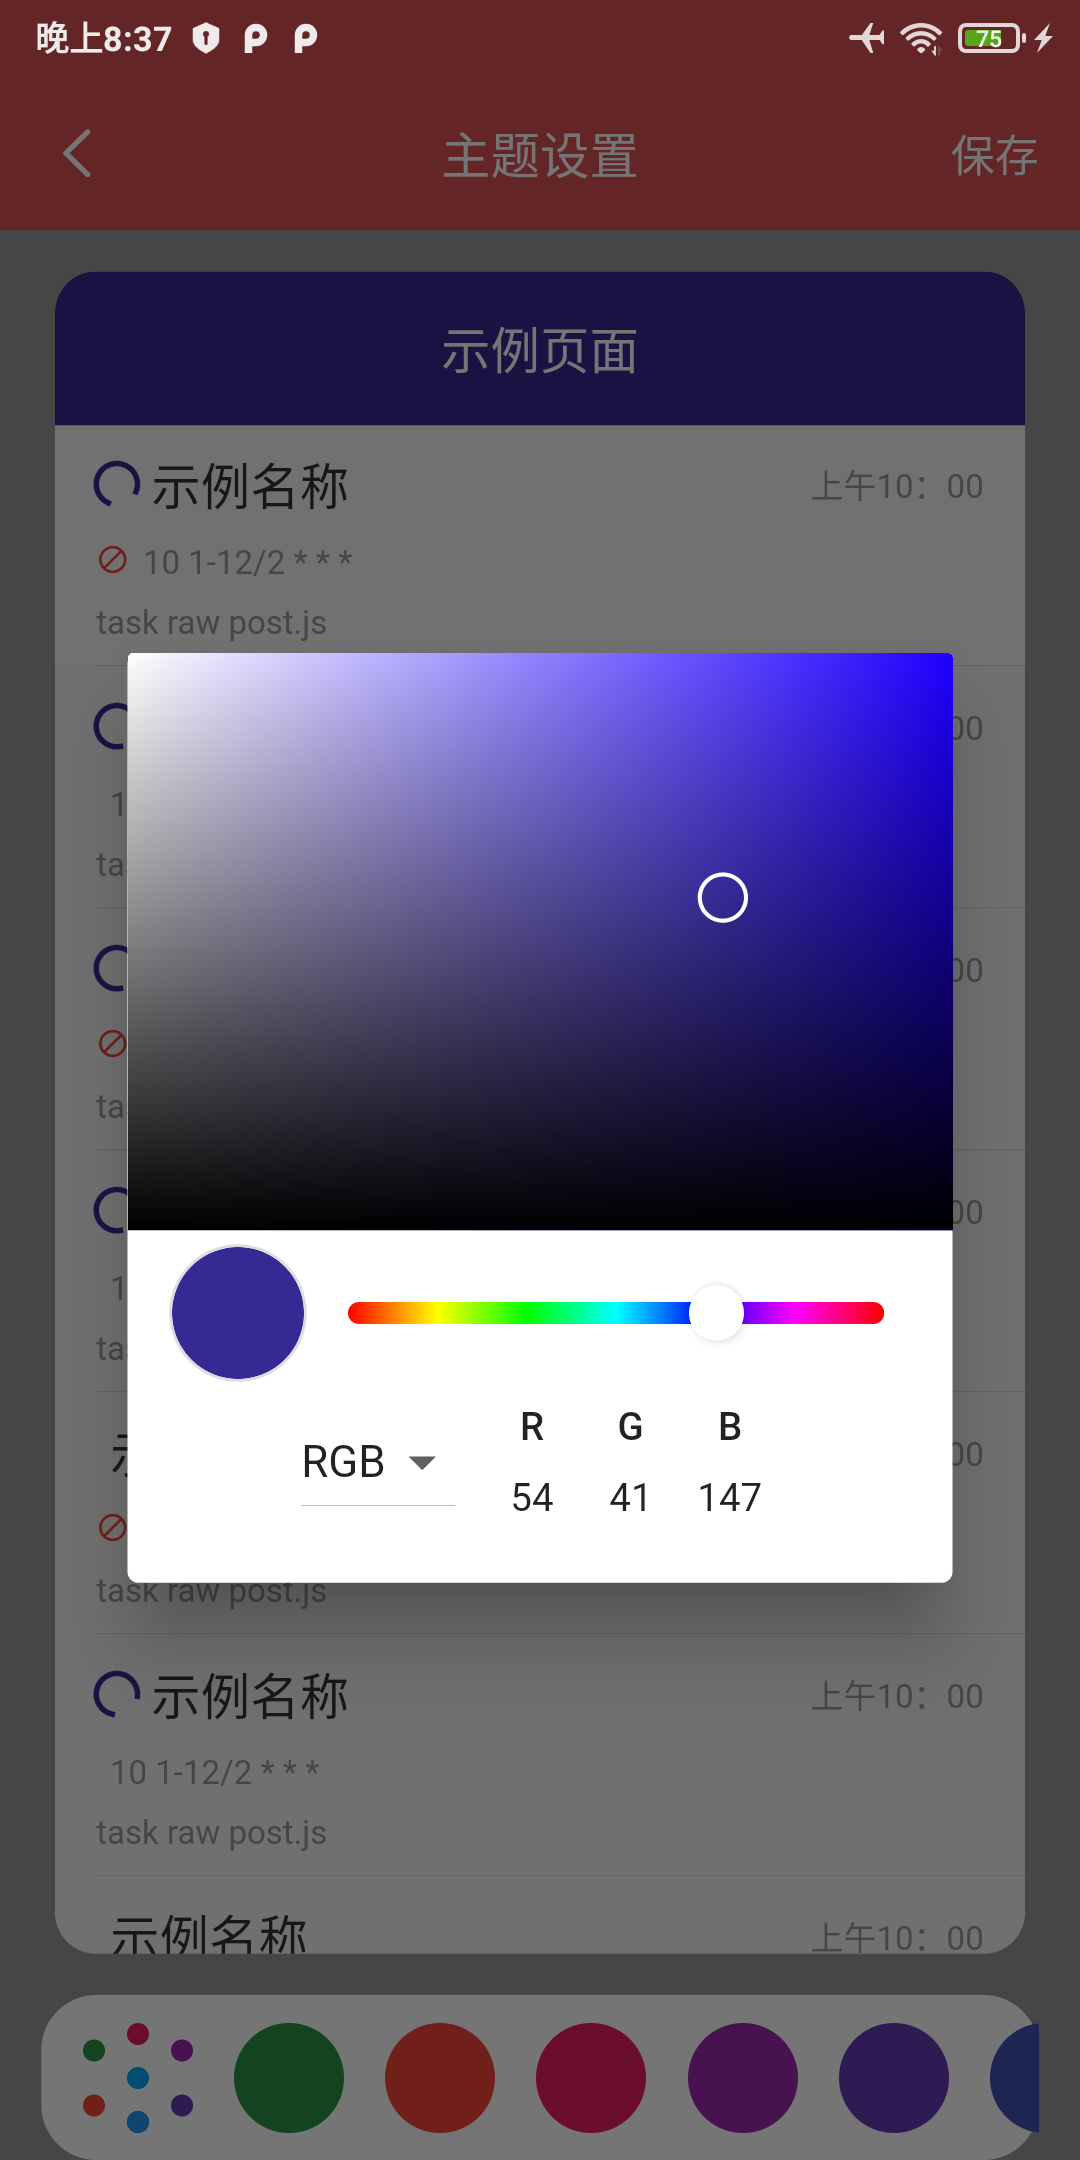 晚上8:37
75
主题设置
保存
示例页面
示例名称
上午10：00
10 1-12/2 * * *
task raw post.js
00
1
ta
00
ta
00
1
ta
00
task raw post.js
RGB
R G B
54 41 147
示例名称
上午10：00
10 1-12/2 * * *
task raw post.js
示例名称
上午10：00